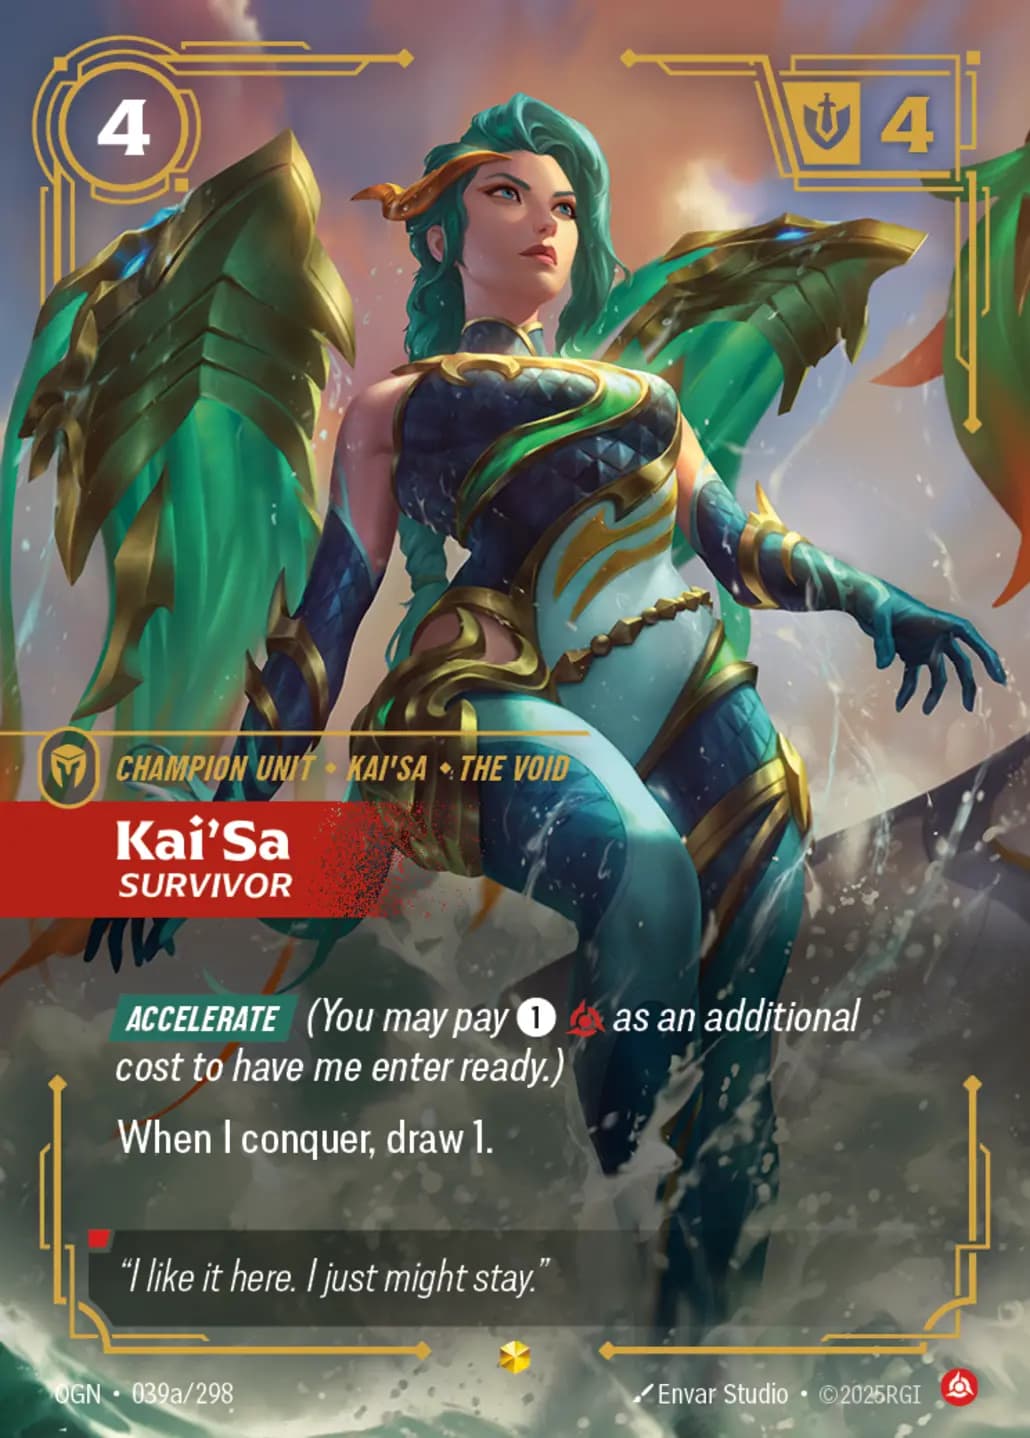 4
4
CHAMPION UNIT • KAI'SA • THE VOID
Kai'Sa
SURVIVOR
ACCELERATE (You may pay 1 as an additional
cost to have me enter ready.)
When I conquer, draw 1.
“I like it here. I just might stay.”
OGN • 039a/298
Envar Studio • ©2025RGI